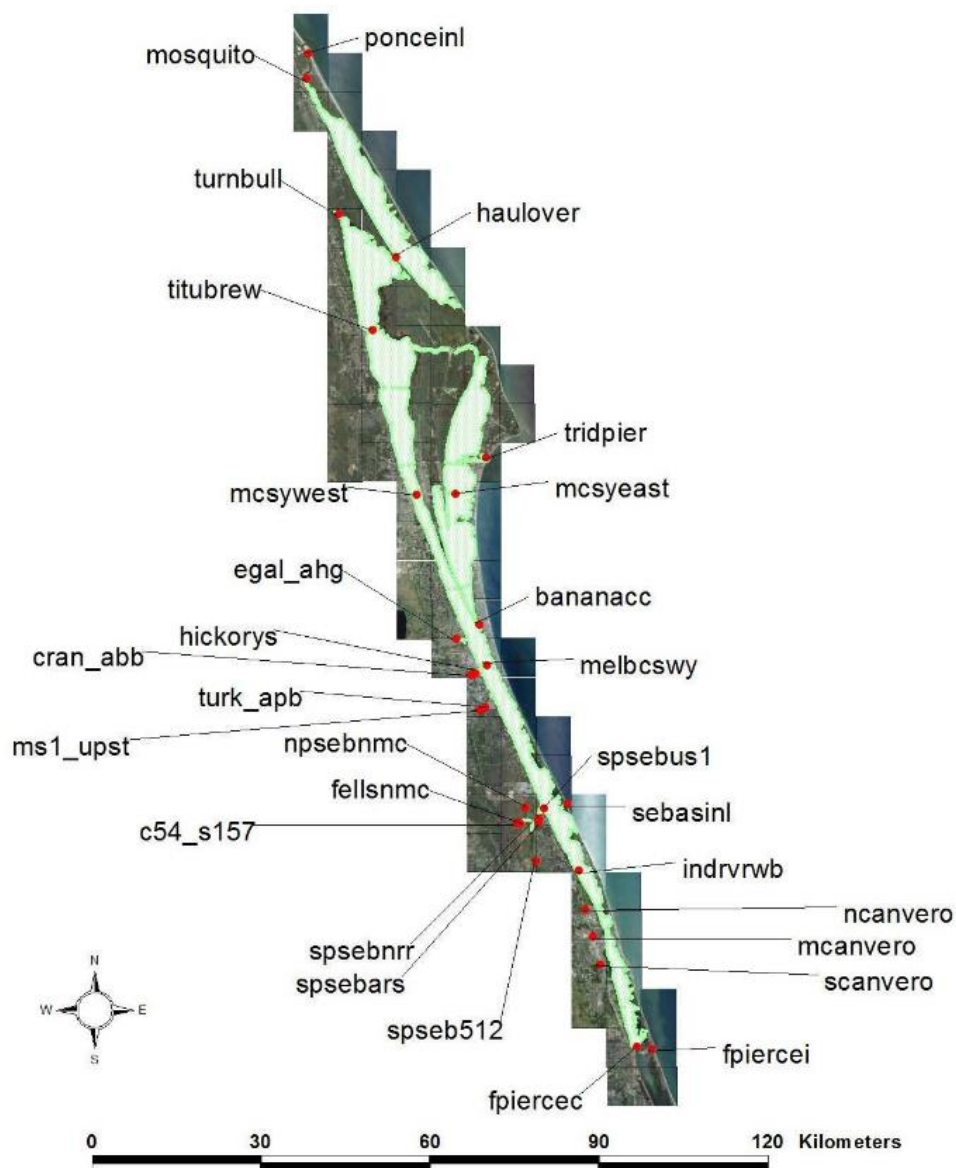 ponceinl
mosquito
turnbull
haulover
titubrew
tridpier
mcsywest
mcsyeast
egal_ahg
bananacc
hickorys
cran_abb
melbcswy
turk_apb
ms1_upst
npsebnmc
spsebus1
fellsnmc
sebasinl
c54_s157
indrvrwb
ncanvero
mcanvero
spsebnrr
scanvero
spsebars
spseb512
fpiercei
fpiercec
N
W E
S
0 30 60 90 120 Kilometers